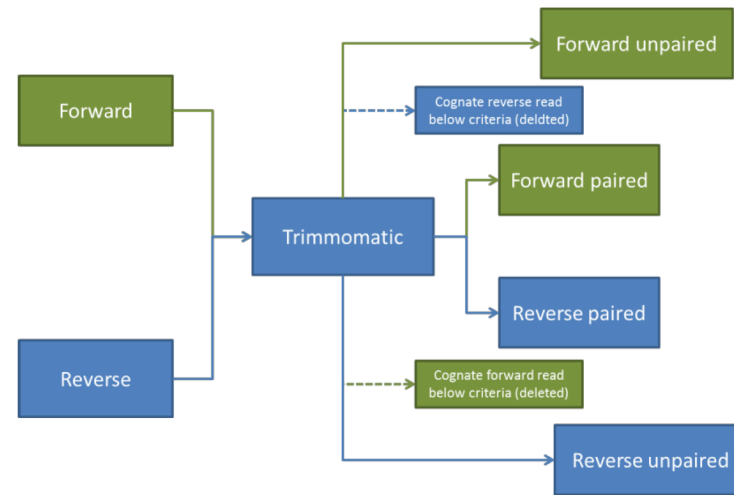 Forward unpaired
Forward
Cognate reverse read
below criteria (deldted)
Forward paired
Trimmomatic
Reverse paired
Reverse
Cognate forward read
below criteria (deleted)
Reverse unpaired